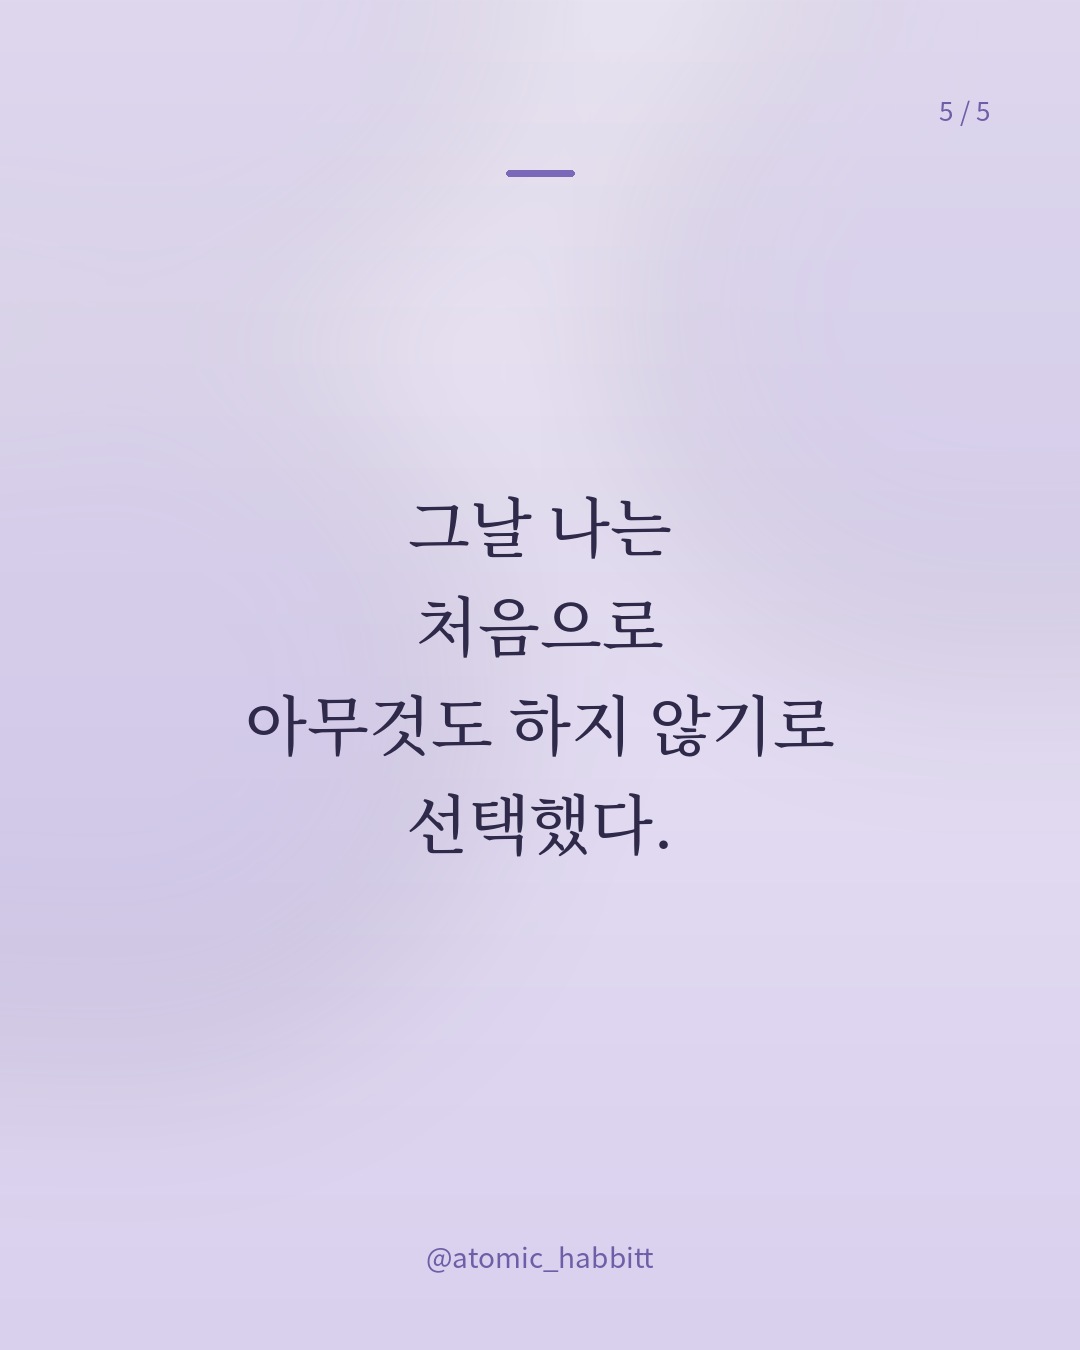 5 / 5
그날 나는
처음으로
아무것도 하지 않기로
선택했다.
@atomic_habbitt